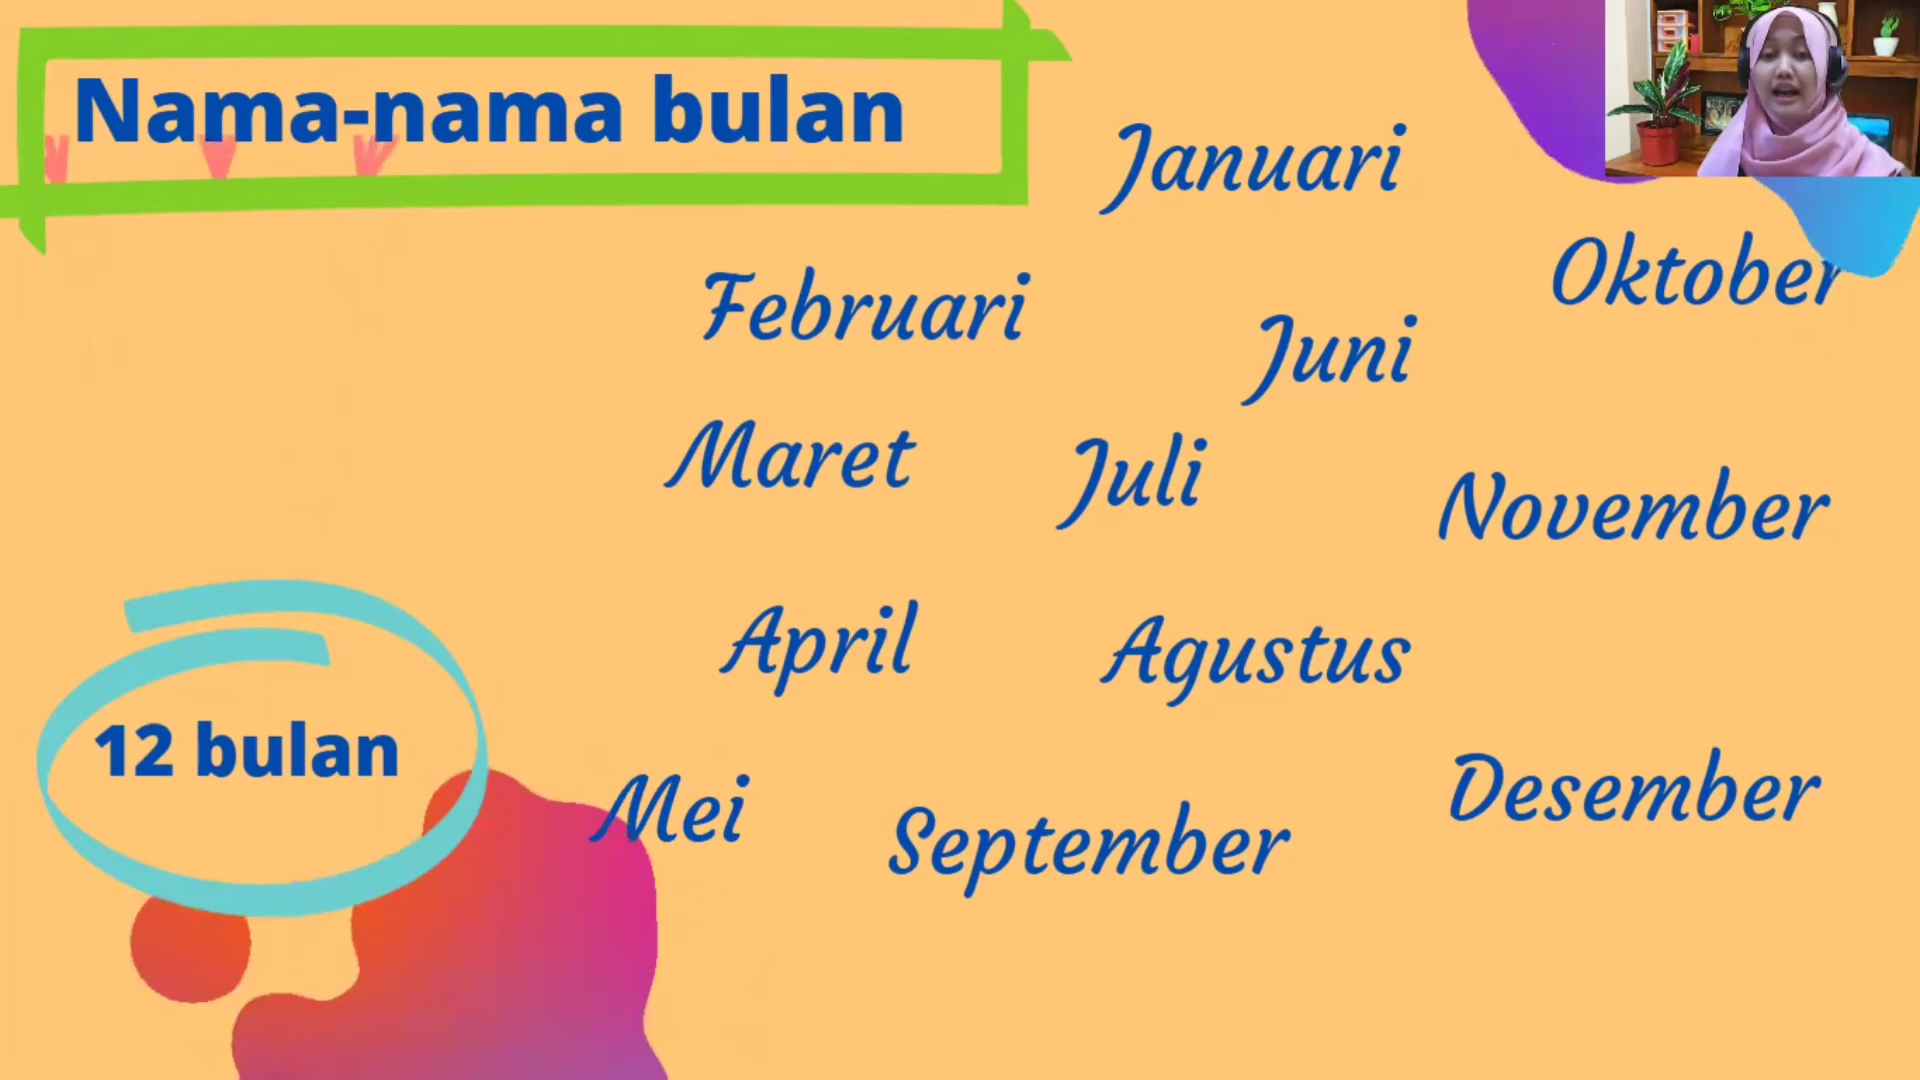 Nama-nama bulan
Januari
Februari
Maret
April
Mei
Juni
Juli
Agustus
September
Oktober
November
Desember
12 bulan